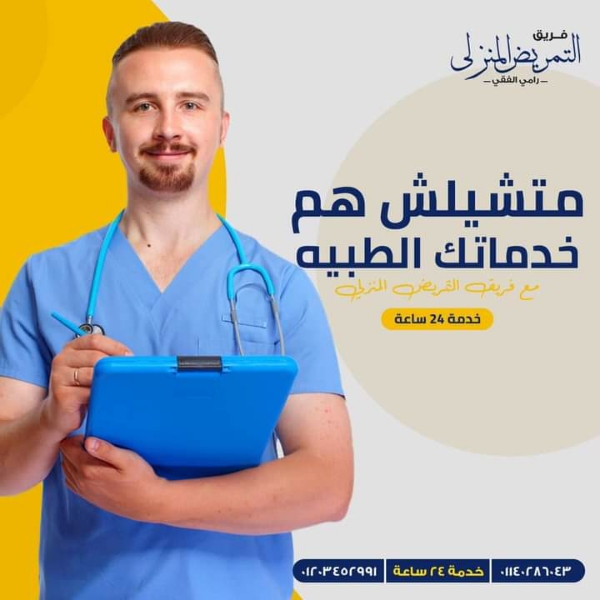 فريق
التمريض المنزلي
رامي الفقي
متشيلش هم
خدماتك الطبيه
مع فريق التمريض المنزلي
خدمة 24 ساعة
٠١١٤٠٢٨٦٠٤٣
خدمة ٢٤ ساعة
٠١٢٠٣٤٥٢٩٩١